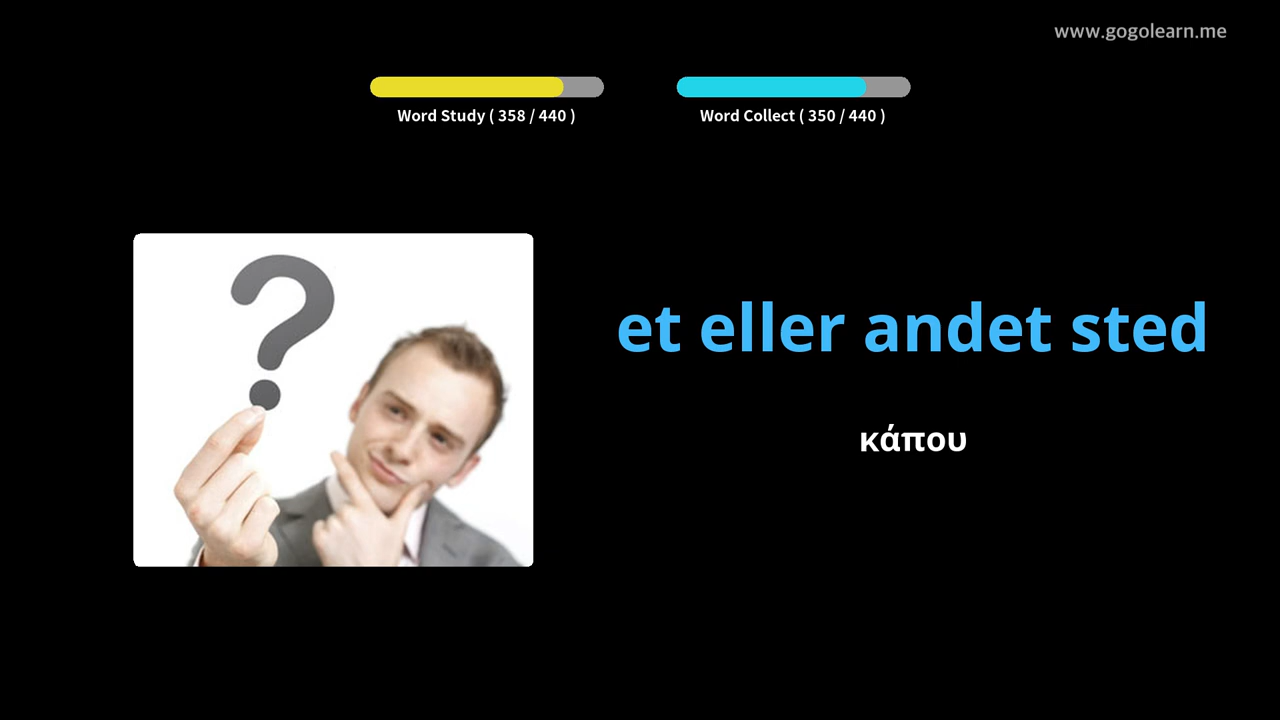 www.gogolearn.me
Word Study ( 358 / 440 )
Word Collect ( 350 / 440 )
?
et eller andet sted
κάπου